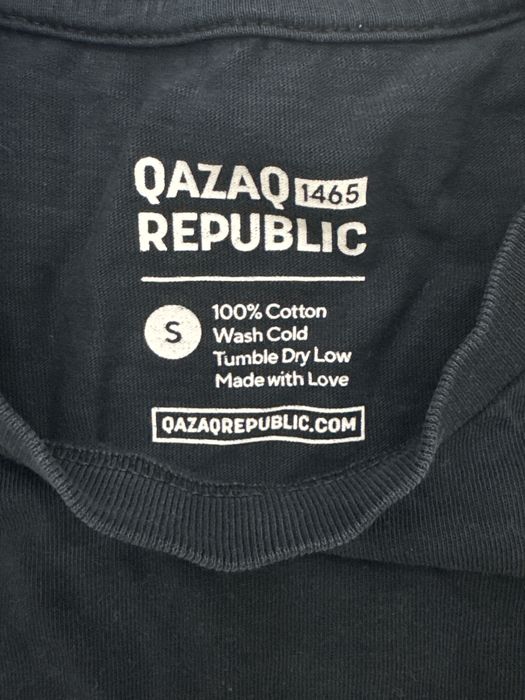 QAZAQ 1465
REPUBLIC
S
100% Cotton
Wash Cold
Tumble Dry Low
Made with Love
QAZAQREPUBLIC.COM